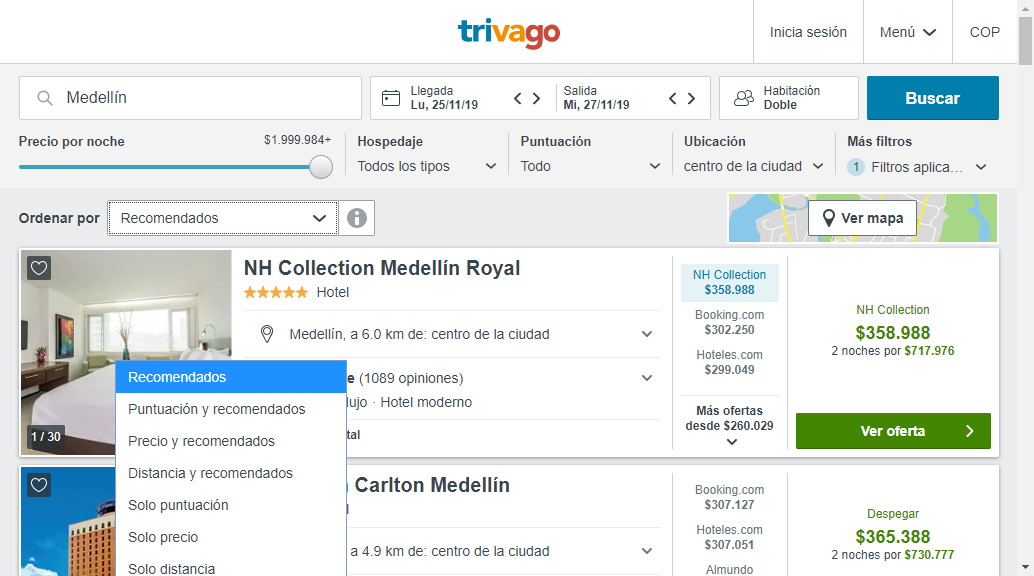 trivago
Inicia sesión
Menú
COP
Medellín
Llegada
Lu, 25/11/19
Salida
Mi, 27/11/19
Habitación
Doble
Buscar
Precio por noche
$1.999.984+
Hospedaje
Todos los tipos
Puntuación
Todo
Ubicación
centro de la ciudad
Más filtros
1 Filtros aplica...
Ordenar por
Recomendados
Ver mapa
NH Collection Medellín Royal
Hotel
Medellín, a 6.0 km de: centro de la ciudad
(1089 opiniones)
· Hotel moderno
1 / 30
NH Collection
$358.988
Booking.com
$302.250
Hoteles.com
$299.049
Más ofertas
desde $260.029
NH Collection
$358.988
2 noches por $717.976
Ver oferta
Recomendados
Puntuación y recomendados
Precio y recomendados
Distancia y recomendados
Solo puntuación
Solo precio
Solo distancia
Carlton Medellín
a 4.9 km de: centro de la ciudad
Booking.com
$307.127
Hoteles.com
$307.051
Almundo
Despegar
$365.388
2 noches por $730.777